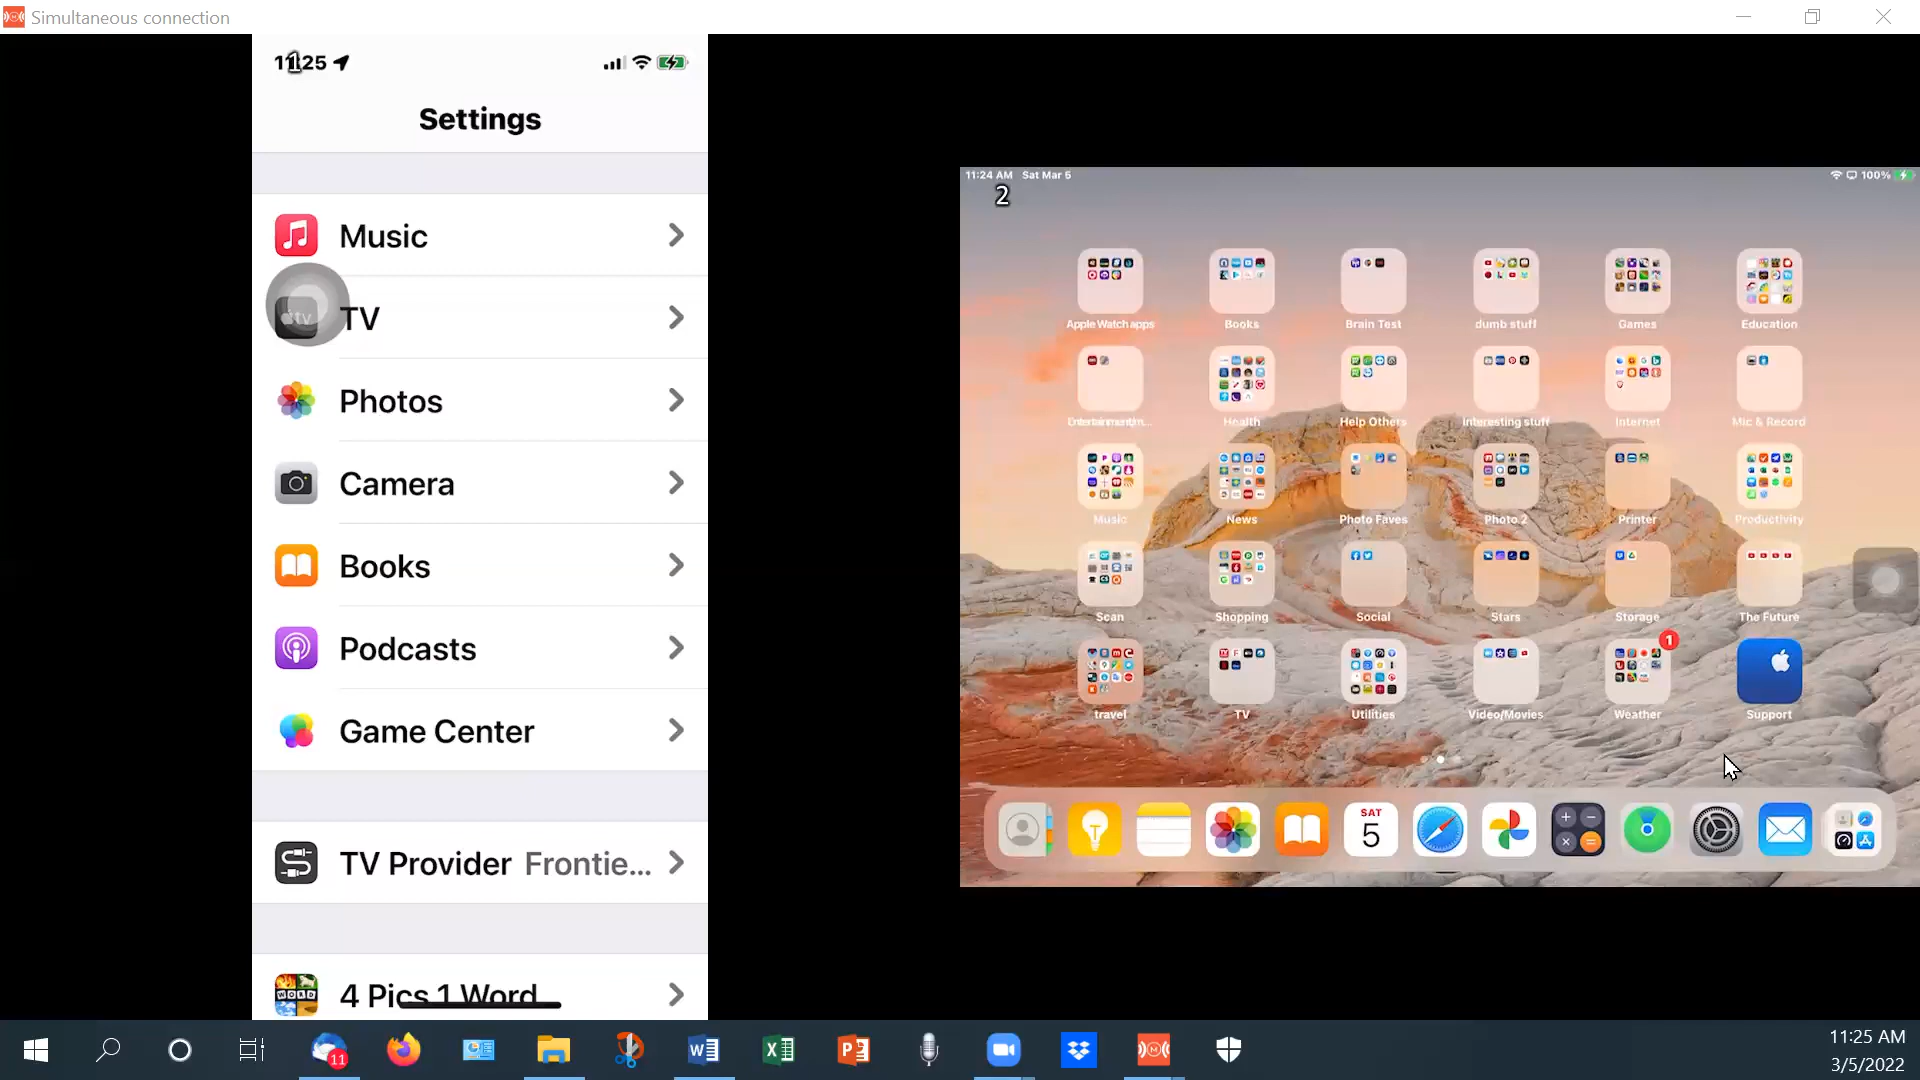 Simultaneous connection
11:25
1
Settings
Music
tv
TV
Photos
Camera
Books
Podcasts
Game Center
TV Provider Frontie...
WORD
4 Pics 1 Word
11:24 AM Sat Mar 5
100%
2
Apple Watch apps
Books
Brain Test
dumb stuff
Games
Education
Entertainment/m...
Health
Help Others
Interesting stuff
Internet
Mic & Record
Music
News
Photo Faves
Photo 2
Printer
Productivity
Scan
Shopping
Social
Stars
Storage
The Future
1
travel
TV
Utilities
Video/Movies
Weather
Support
SAT
5
11
11:25 AM
3/5/2022